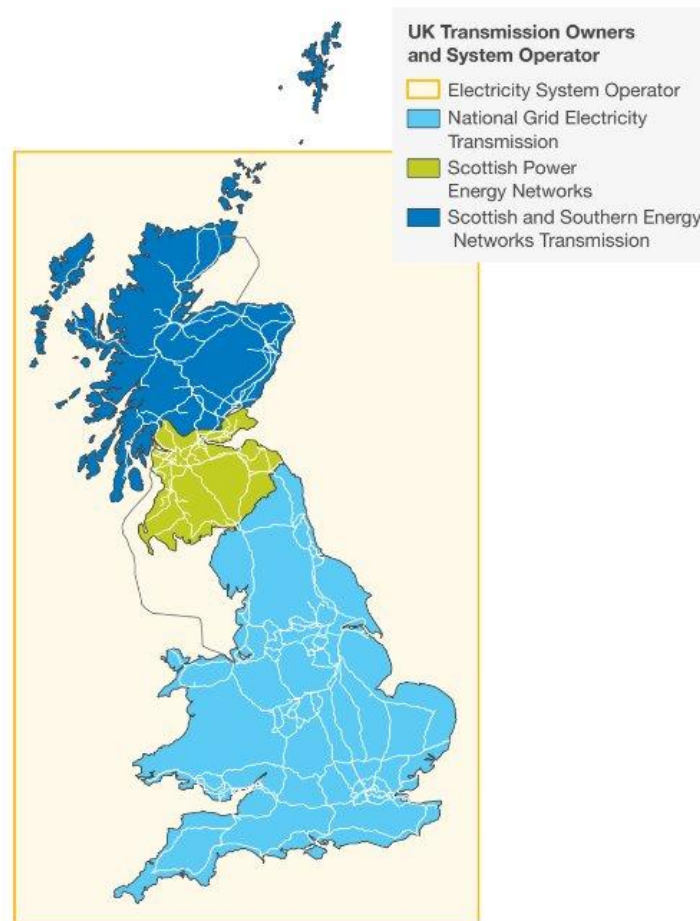 UK Transmission Owners
and System Operator
Electricity System Operator
National Grid Electricity
Transmission
Scottish Power
Energy Networks
Scottish and Southern Energy
Networks Transmission